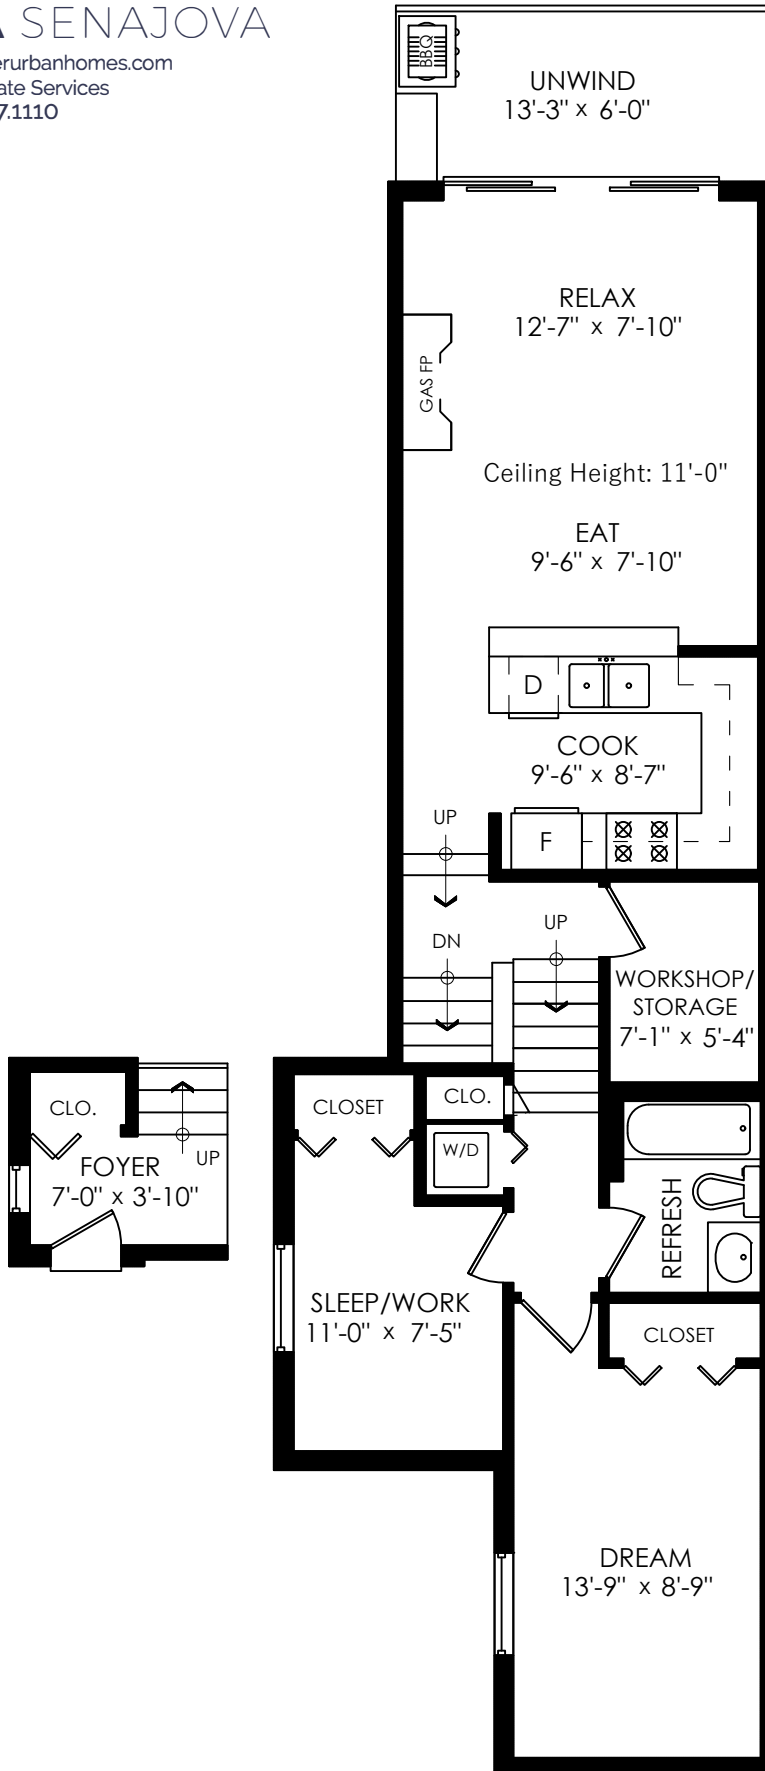 SENAJOVA
erurbanhomes.com
ate Services
7.1110
BBQ
UNWIND
13'-3" x 6'-0"
RELAX
12'-7" x 7'-10"
GAS FP
Ceiling Height: 11'-0"
EAT
9'-6" x 7'-10"
D
COOK
9'-6" x 8'-7"
F
UP
DN
UP
WORKSHOP/
STORAGE
7'-1" x 5'-4"
CLO.
UP
FOYER
7'-0" x 3'-10"
CLOSET
CLO.
W/D
REFRESH
SLEEP/WORK
11'-0" x 7'-5"
CLOSET
DREAM
13'-9" x 8'-9"